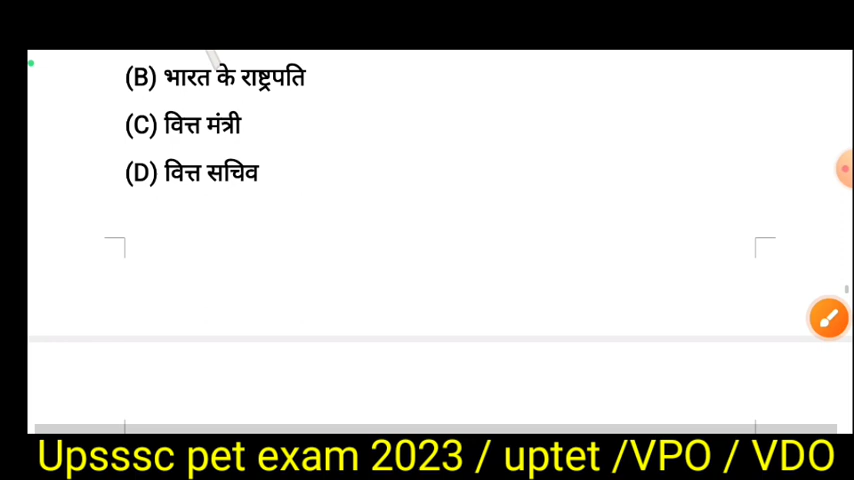 (B) भारत के राष्ट्रपति
(C) वित्त मंत्री
(D) वित्त सचिव
Upsssc pet exam 2023 / uptet /VPO / VDO